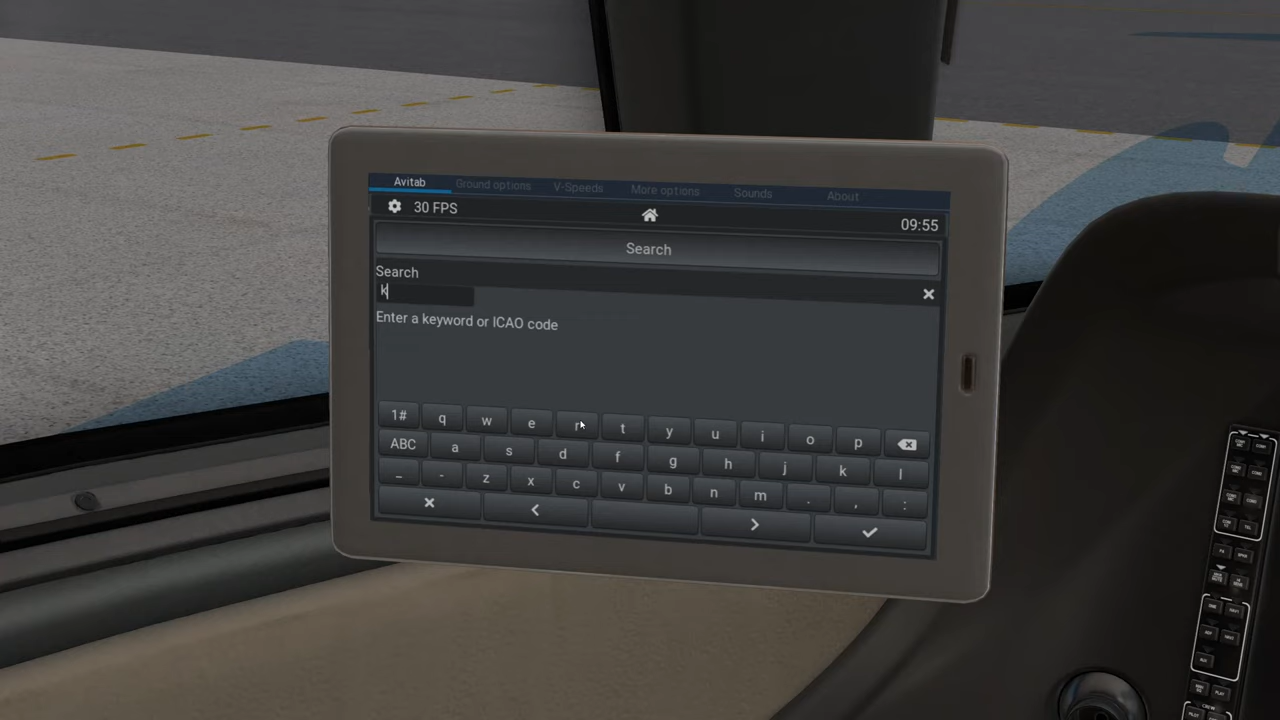 Avitab Ground options V-Speeds More options Sounds About
30 FPS 09:55
Search
Search
k
Enter a keyword or ICAO code
1# q w e r t y u i o p
ABC a s d f g h j k l
_ - z x c v b n m . , :